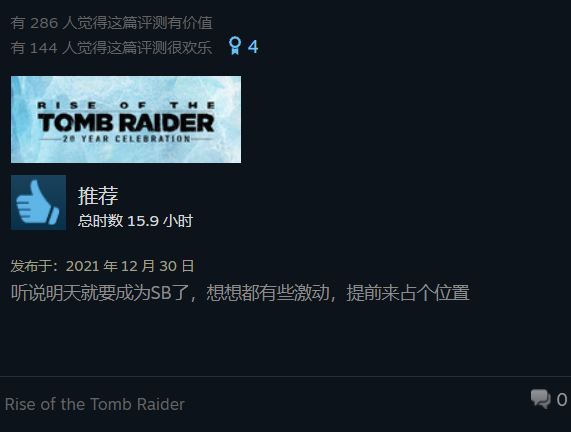 有 286 人觉得这篇评测有价值
有 144 人觉得这篇评测很欢乐 4
RISE OF THE
TOMB RAIDER
20 YEAR CELEBRATION
推荐
总时数 15.9 小时
发布于：2021 年 12 月 30 日
听说明天就要成为SB了，想想都有些激动，提前来占个位置
Rise of the Tomb Raider 0